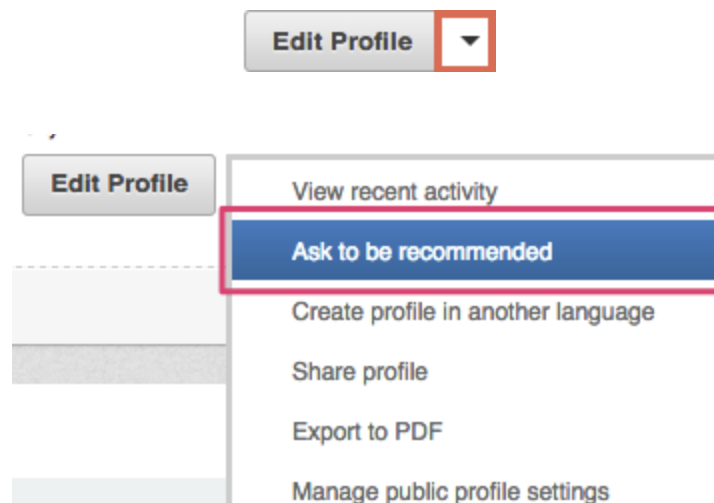 Edit Profile
Edit Profile
View recent activity
Ask to be recommended
Create profile in another language
Share profile
Export to PDF
Manage public profile settings